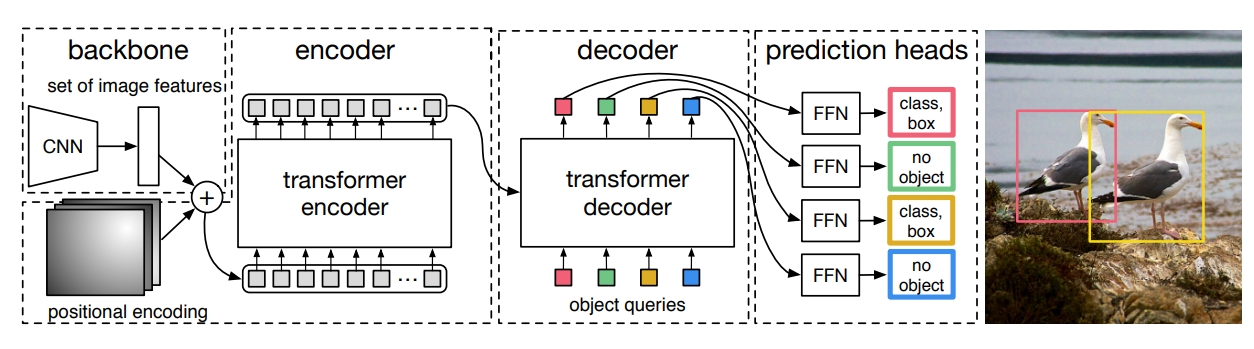 backbone
set of image features
CNN
+
positional encoding
encoder
...
transformer
encoder
...
decoder
transformer
decoder
object queries
prediction heads
FFN
class,
box
FFN
no
object
FFN
class,
box
FFN
no
object